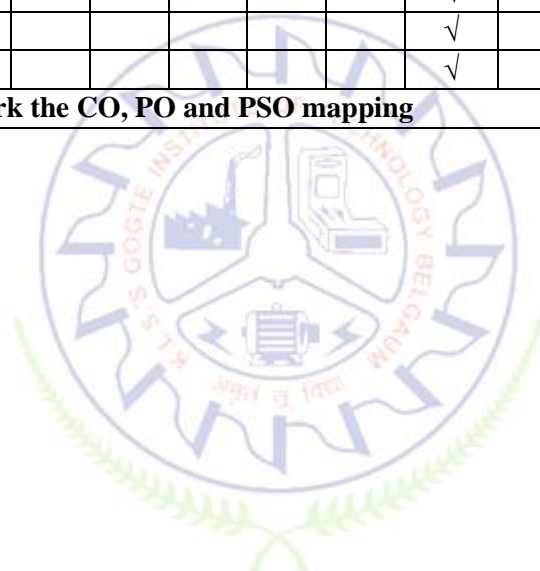 √
√
rk the CO, PO and PSO mapping
K.L.S'S GOGTE INSTITUTE OF TECHNOLOGY BELGAUM